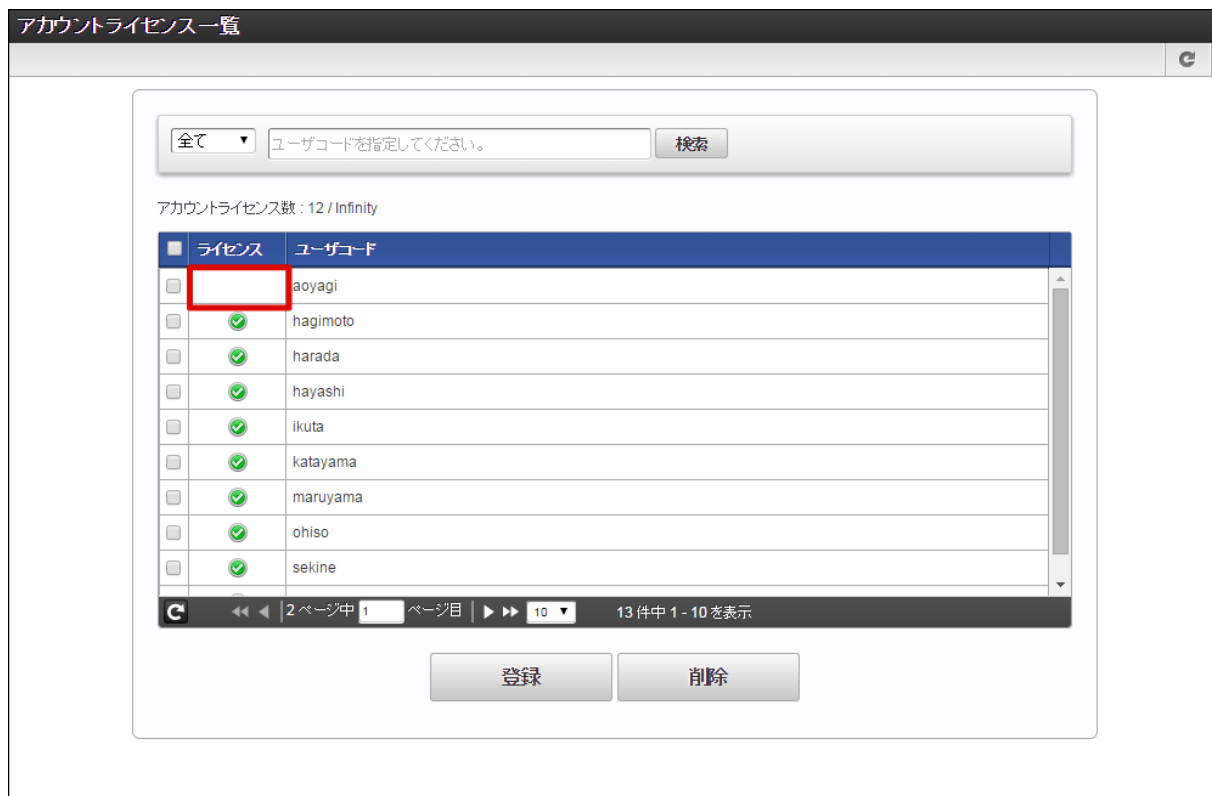 アカウントライセンス一覧
全て
ユーザコードを指定してください。
検索
アカウントライセンス数 : 12 / Infinity
ライセンス ユーザコード
aoyagi
hagimoto
harada
hayashi
ikuta
katayama
maruyama
ohiso
sekine
2 ページ中 1 ページ目 10 13 件中 1 - 10 を表示
登録 削除